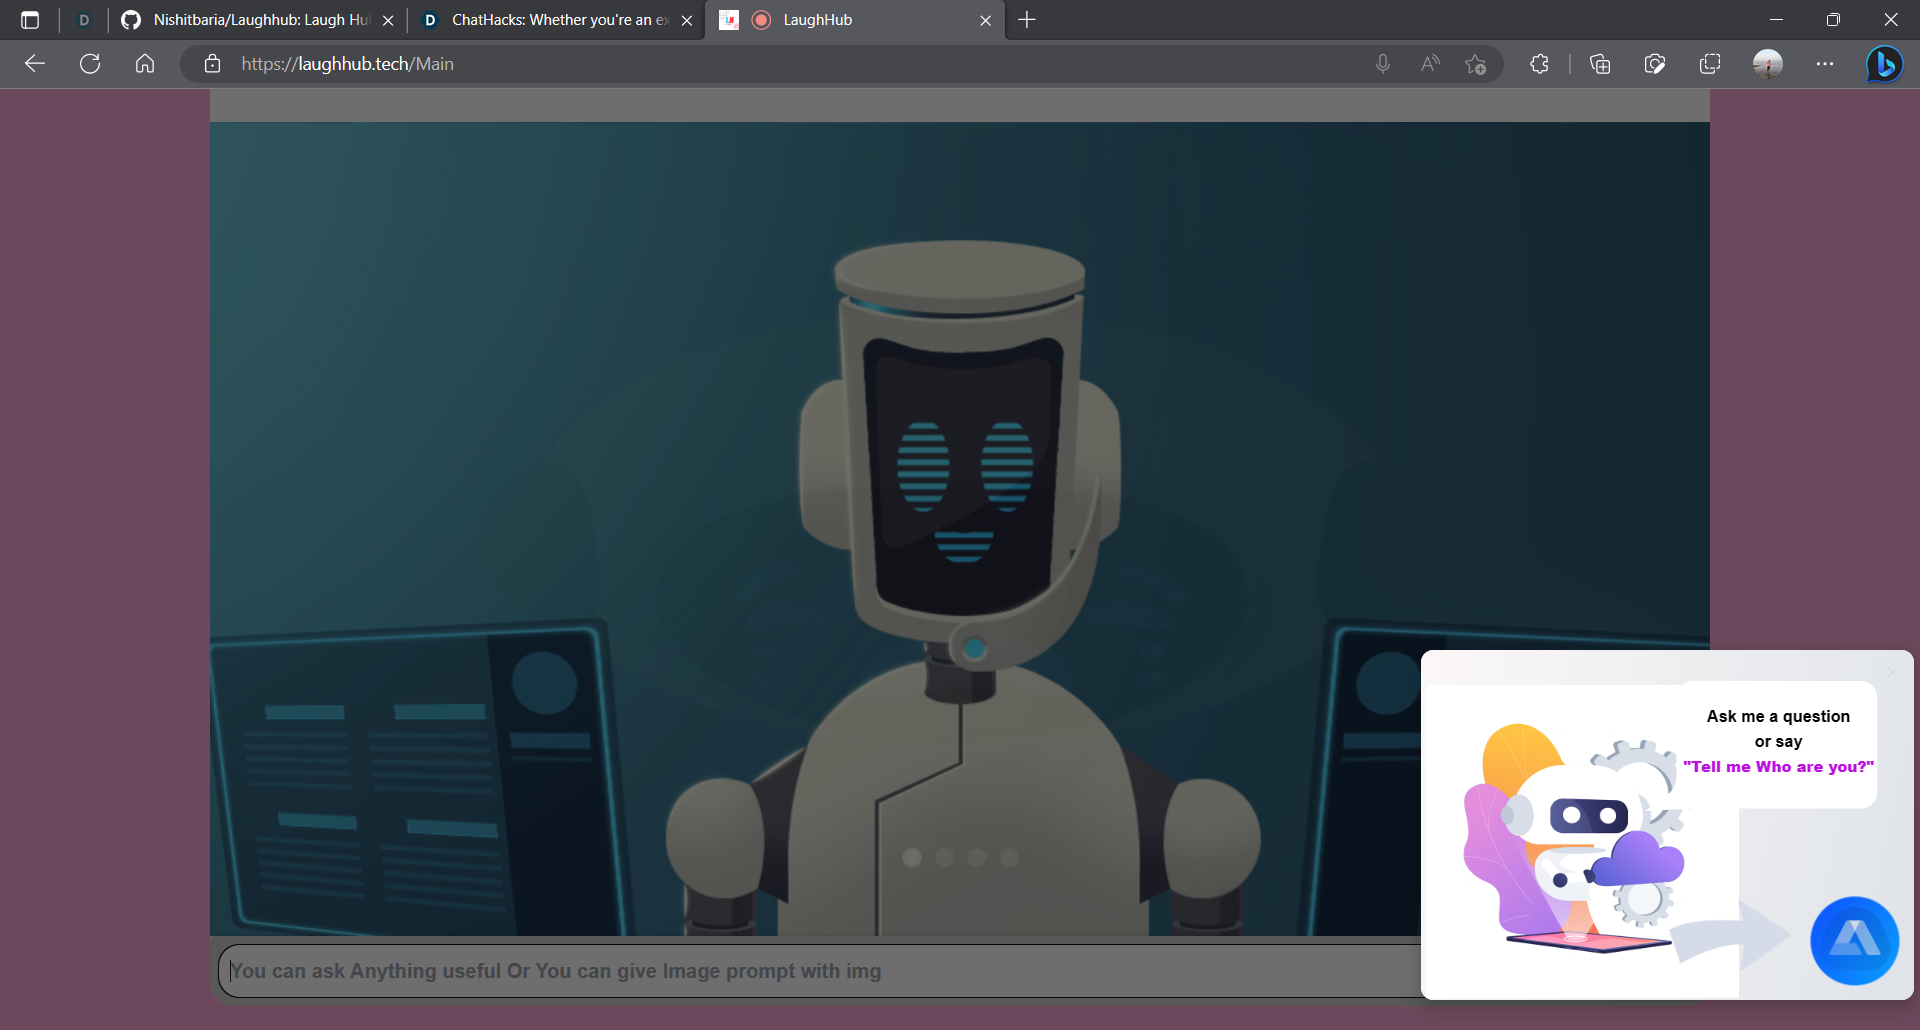 Nishitbaria/Laughhub: Laugh Hu
ChatHacks: Whether you're an ex
LaughHub
https://laughhub.tech/Main
Ask me a question
or say
"Tell me Who are you?"
You can ask Anything useful Or You can give Image prompt with img